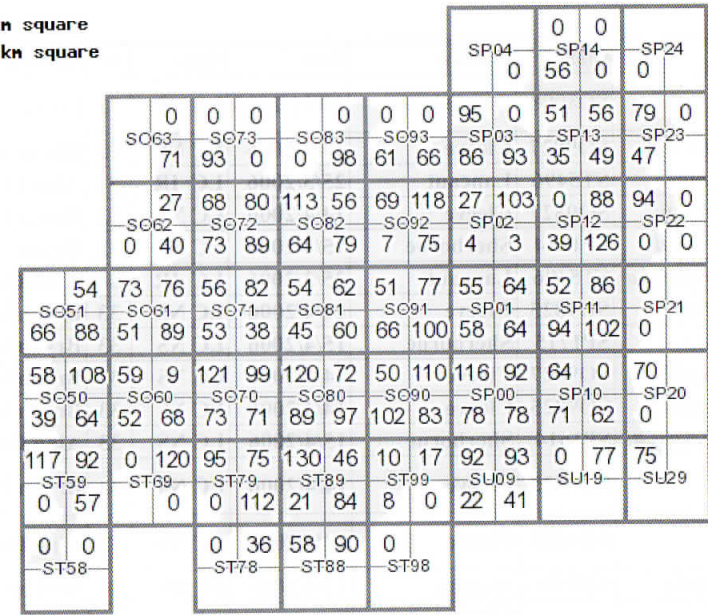 m square
km square
0 0
SP04 SP14 SP24
0 56 0 0
0 0 0 0 0 0 95 0 51 56 79 0
SO63 SO73 SO83 SO93 SP03 SP13 SP23
71 93 0 0 98 61 66 86 93 35 49 47
27 68 80 113 56 69 118 27 103 0 88 94 0
SO62 SO72 SO82 SO92 SP02 SP12 SP22
0 40 73 89 64 79 7 75 4 3 39 126 0 0
54 73 76 56 82 54 62 51 77 55 64 52 86 0
SO51 SO61 SO71 SO81 SO91 SP01 SP11 SP21
66 88 51 89 53 38 45 60 66 100 58 64 94 102 0
58 108 59 9 121 99 120 72 50 110 116 92 64 0 70
SO50 SO60 SO70 SO80 SO90 SP00 SP10 SP20
39 64 52 68 73 71 89 97 102 83 78 78 71 62 0
117 92 0 120 95 75 130 46 10 17 92 93 0 77 75
ST59 ST69 ST79 ST89 ST99 SU09 SU19 SU29
0 57 0 0 112 21 84 8 0 22 41
0 0 0 36 58 90 0
ST58 ST78 ST88 ST98